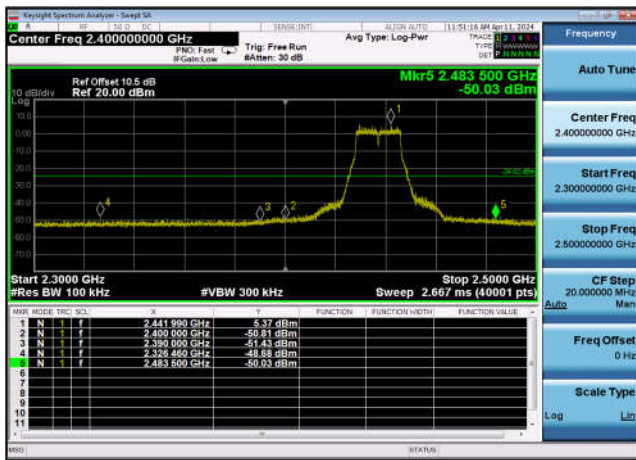 Keysight Spectrum Analyzer - Swept SA
RF 50 Ω DC SENSE:INT ALIGN AUTO 11:51:16 AM Apr 11, 2024
Center Freq 2.400000000 GHz
PNO: Fast
IFGain:Low
Trig: Free Run
#Atten: 30 dB
Avg Type: Log-Pwr
TRACE 1 2 3 4 5 6
TYPE
DET P N N N N N
Frequency
Ref Offset 10.5 dB
Ref 20.00 dBm
10 dB/div
Log
Mkr5 2.483 500 GHz
-50.03 dBm
10.0
0.00
-10.0
-20.0
-30.0
-40.0
-50.0
-60.0
1
2
3
4
5
Start 2.3000 GHz
#Res BW 100 kHz
#VBW 300 kHz
Stop 2.5000 GHz
Sweep 2.667 ms (40001 pts)
MKR MODE TRC SCL X Y FUNCTION FUNCTION WIDTH FUNCTION VALUE
1 N 1 f 2.441 990 GHz 5.37 dBm
2 N 1 f 2.400 000 GHz -50.81 dBm
3 N 1 f 2.390 000 GHz -51.43 dBm
4 N 1 f 2.326 460 GHz -48.68 dBm
5 N 1 f 2.483 500 GHz -50.03 dBm
6
7
8
9
10
11
MSG
STATUS
Auto Tune
Center Freq
2.400000000 GHz
Start Freq
2.300000000 GHz
Stop Freq
2.500000000 GHz
CF Step
20.000000 MHz
Auto Man
Freq Offset
0 Hz
Scale Type
Log Lin